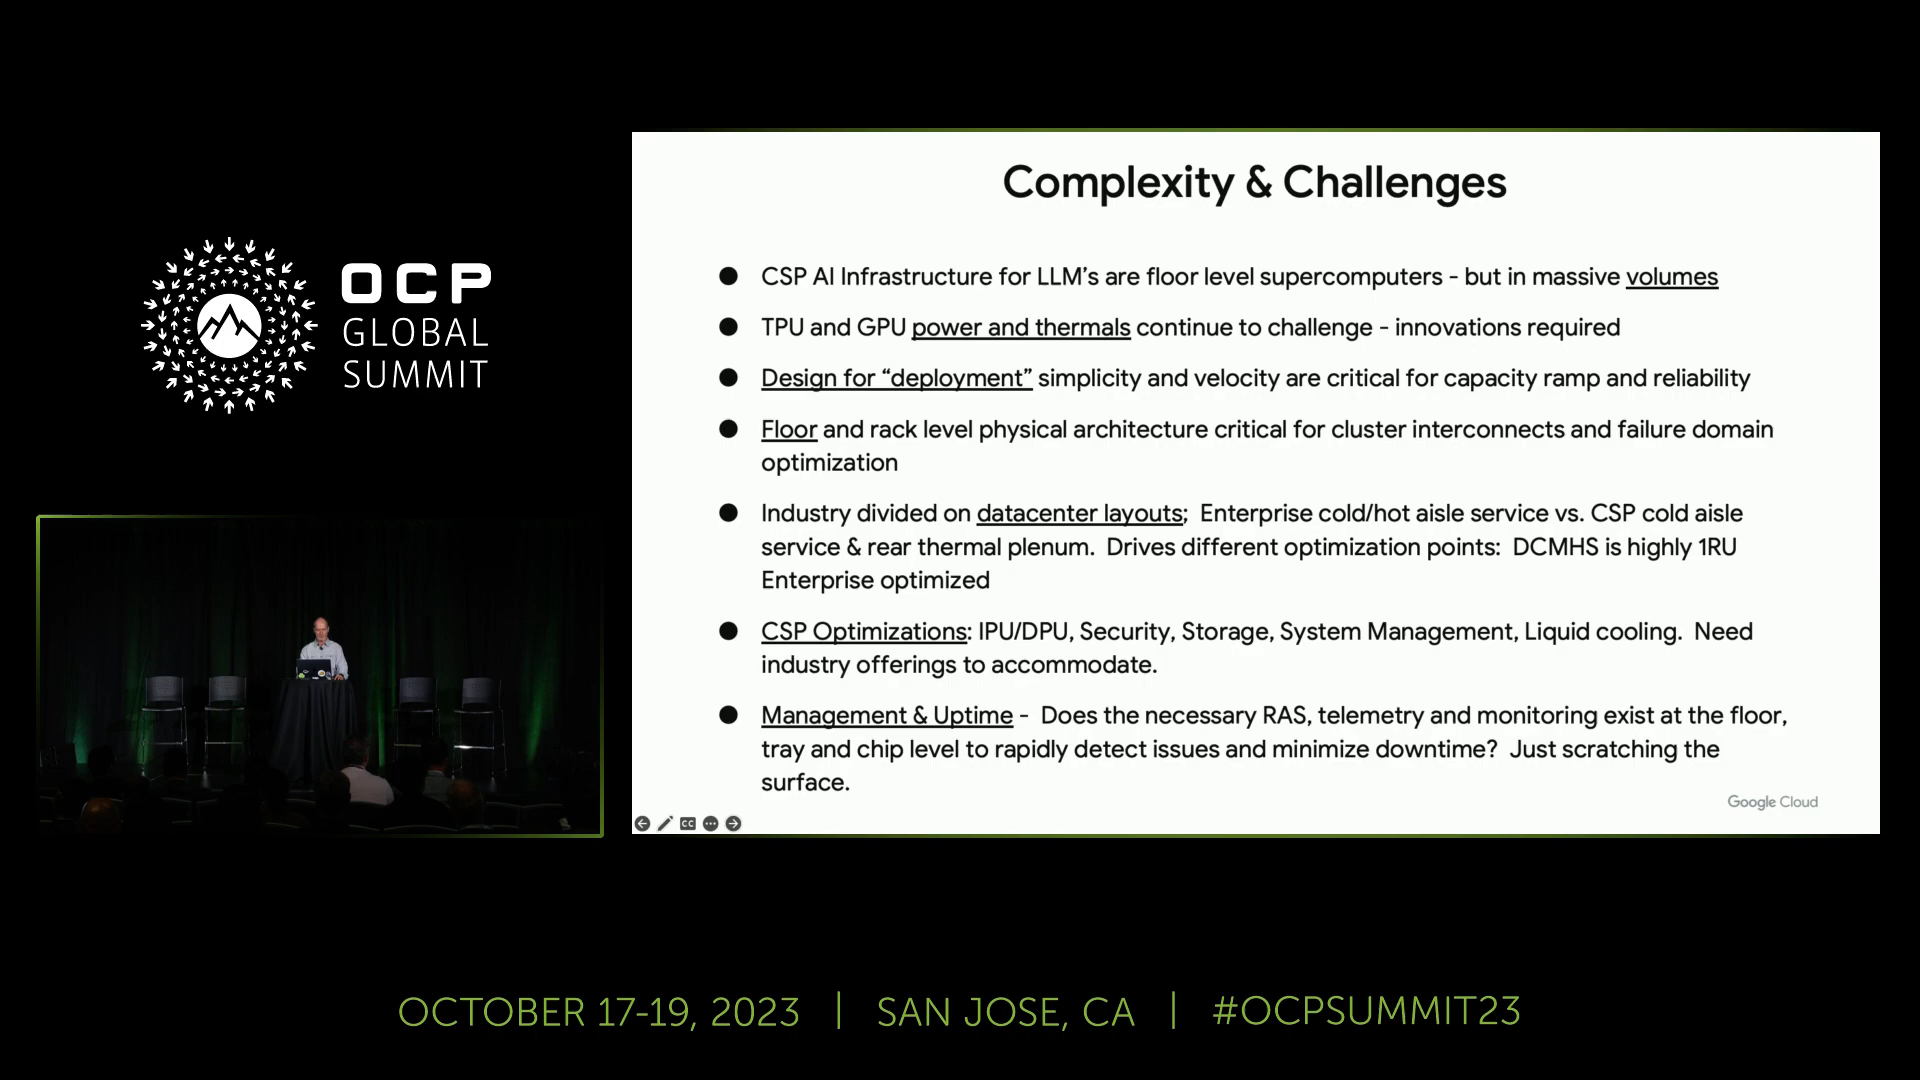 OCP
GLOBAL
SUMMIT
Complexity & Challenges
● CSP AI Infrastructure for LLM's are floor level supercomputers - but in massive volumes
● TPU and GPU power and thermals continue to challenge - innovations required
● Design for “deployment” simplicity and velocity are critical for capacity ramp and reliability
● Floor and rack level physical architecture critical for cluster interconnects and failure domain
optimization
● Industry divided on datacenter layouts; Enterprise cold/hot aisle service vs. CSP cold aisle
service & rear thermal plenum. Drives different optimization points: DCMHS is highly 1RU
Enterprise optimized
● CSP Optimizations: IPU/DPU, Security, Storage, System Management, Liquid cooling. Need
industry offerings to accommodate.
● Management & Uptime - Does the necessary RAS, telemetry and monitoring exist at the floor,
tray and chip level to rapidly detect issues and minimize downtime? Just scratching the
surface.
Google Cloud
CC
OCTOBER 17-19, 2023 | SAN JOSE, CA | #OCPSUMMIT23